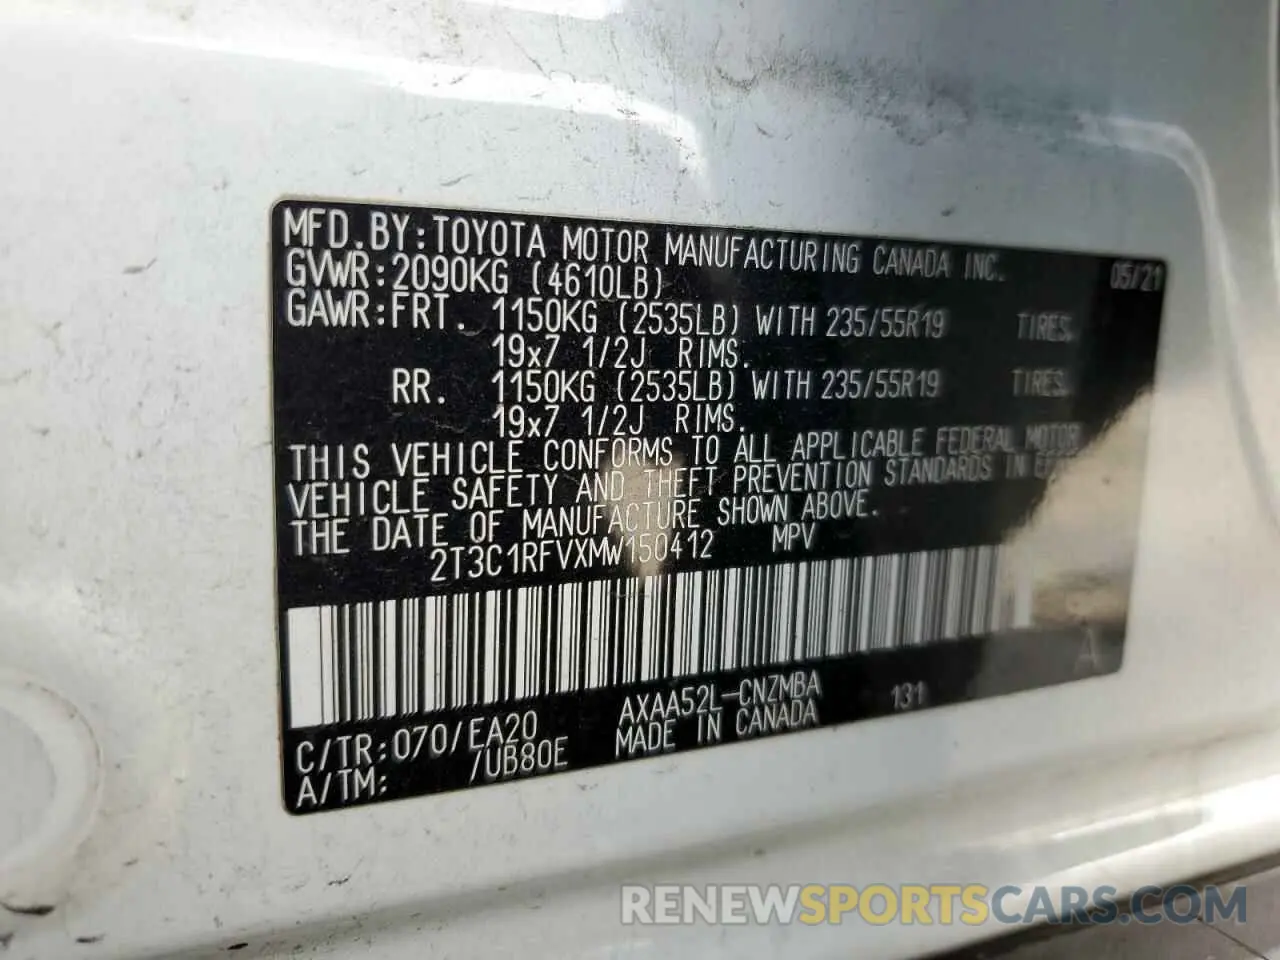 MFD.BY:TOYOTA MOTOR MANUFACTURING CANADA INC. 05/21
GVWR:2090KG (4610LB)
GAWR:FRT. 1150KG (2535LB) WITH 235/55R19 TIRES.
19x7 1/2J RIMS.
RR. 1150KG (2535LB) WITH 235/55R19 TIRES.
19x7 1/2J RIMS.
THIS VEHICLE CONFORMS TO ALL APPLICABLE FEDERAL MOTOR
VEHICLE SAFETY AND THEFT PREVENTION STANDARDS IN
THE DATE OF MANUFACTURE SHOWN ABOVE.
2T3C1RFVXMW150412 MPV
A
C/TR:070/EA20 AXAA52L-CNZMBA 131
A/TM: /UB80E MADE IN CANADA
RENEWSPORTSCARS.COM